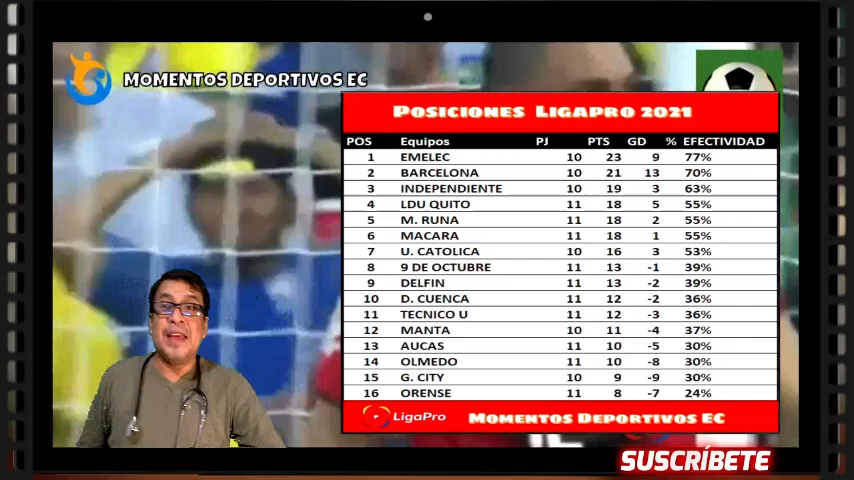 MOMENTOS DEPORTIVOS EC
POSICIONES LIGAPRO 2021
POS Equipos PJ PTS GD % EFECTIVIDAD
1 EMELEC 10 23 9 77%
2 BARCELONA 10 21 13 70%
3 INDEPENDIENTE 10 19 3 63%
4 LDU QUITO 11 18 5 55%
5 M. RUNA 11 18 2 55%
6 MACARA 11 18 1 55%
7 U. CATOLICA 10 16 3 53%
8 9 DE OCTUBRE 11 13 -1 39%
9 DELFIN 11 13 -2 39%
10 D. CUENCA 11 12 -2 36%
11 TECNICO U 11 12 -3 36%
12 MANTA 10 11 -4 37%
13 AUCAS 11 10 -5 30%
14 OLMEDO 11 10 -8 30%
15 G. CITY 10 9 -9 30%
16 ORENSE 11 8 -7 24%
LigaPro MOMENTOS DEPORTIVOS EC
SUSCRÍBETE